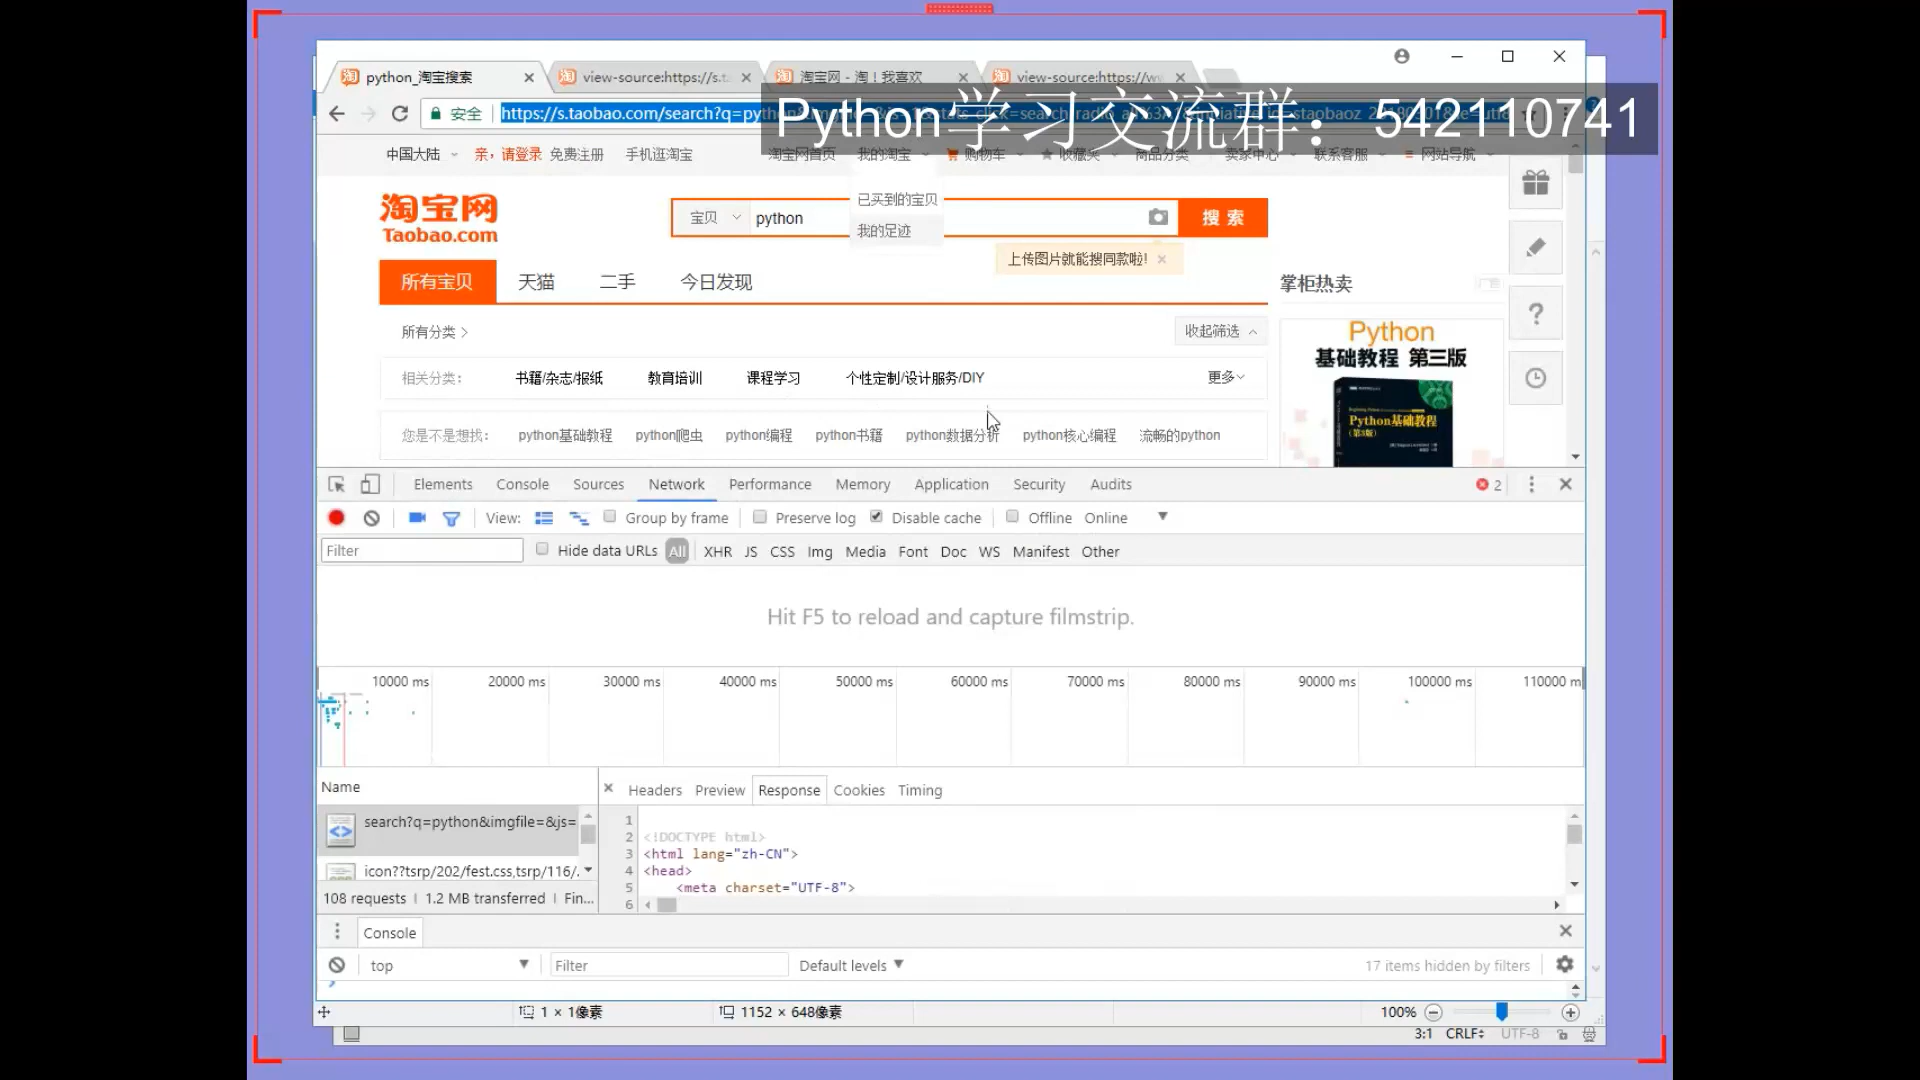 python_淘宝搜索
view-source:https://s.t
淘宝网 - 淘！我喜欢
view-source:https://w
安全
https://s.taobao.com/search?q=pyth
Python学习交流群：542110741
中国大陆
亲，请登录
免费注册
手机逛淘宝
淘宝网首页
我的淘宝
购物车
收藏夹
商品分类
卖家中心
联系客服
网站导航
淘宝网
Taobao.com
宝贝
python
已买到的宝贝
我的足迹
搜索
上传图片就能搜同款啦!
所有宝贝
天猫
二手
今日发现
掌柜热卖
所有分类 >
收起筛选
相关分类：
书籍/杂志/报纸
教育培训
课程学习
个性定制/设计服务/DIY
更多
您是不是想找：
python基础教程
python爬虫
python编程
python书籍
python数据分析
python核心编程
流畅的python
Python
基础教程 第三版
Python基础教程
(第3版)
Elements Console Sources Network Performance Memory Application Security Audits 2
View: Group by frame Preserve log Disable cache Offline Online
Filter Hide data URLs All XHR JS CSS Img Media Font Doc WS Manifest Other
Hit F5 to reload and capture filmstrip.
10000 ms 20000 ms 30000 ms 40000 ms 50000 ms 60000 ms 70000 ms 80000 ms 90000 ms 100000 ms 110000 m
Name
search?q=python&imgfile=&js=
icon??tsrp/202/fest.css,tsrp/116/.
108 requests | 1.2 MB transferred | Fin...
Headers Preview Response Cookies Timing
1
2 <!DOCTYPE html>
3 <html lang="zh-CN">
4 <head>
5 <meta charset="UTF-8">
6
Console
top Filter Default levels 17 items hidden by filters
1 × 1像素
1152 × 648像素
100%
3:1 CRLF UTF-8